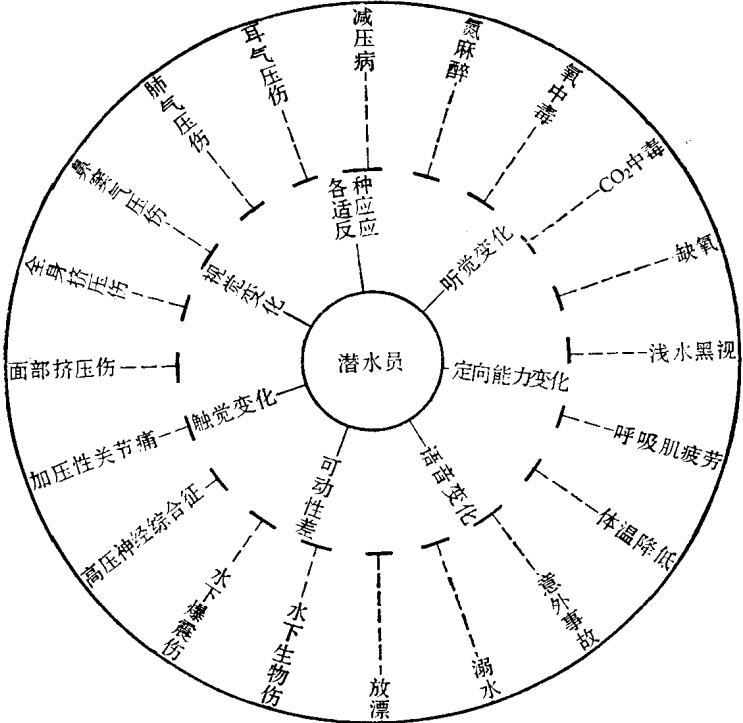 减压病
氮麻醉
氧中毒
CO₂中毒
缺氧
浅水黑视
呼吸肌疲劳
体温降低
意外事故
溺水
放漂
水下生物伤
水下爆震伤
高压神经综合征
加压性关节痛
面部挤压伤
全身挤压伤
鼻窦气压伤
肺气压伤
耳气压伤
各种
适应
反应
听觉变化
定向能力变化
语音变化
可动性差
触觉变化
视觉变化
潜水员